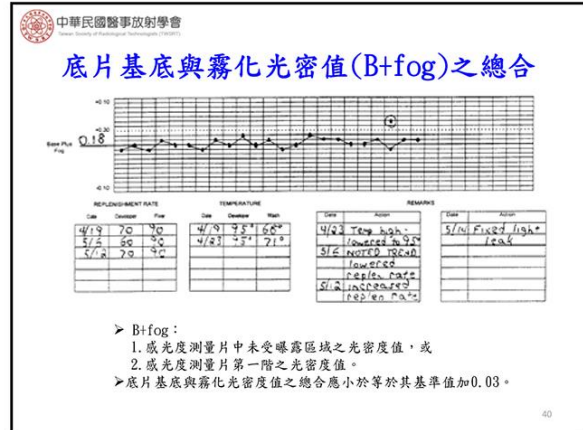 中華民國醫事放射學會
Taiwan Society of Radiological Technologists (TWSRT)
底片基底與霧化光密值(B+fog)之總合
+0.10
+0.30
Base Plus Fog 0.18
-0.10
REPLENISHMENT RATE
Date Developer Fixer
4/19 70 90
5/5 60 90
5/12 70 90
TEMPERATURE
Date Developer Wash
4/19 95° 68°
4/23 95° 71°
REMARKS
Date Action
4/23 Temp high-
lowered to 95°
5/5 NOTED TREND
lowered
replen rate
5/12 increased
replen rate
Date Action
5/14 Fixed light
leak
➢ B+fog：
1.感光度測量片中未受曝露區域之光密度值，或
2.感光度測量片第一階之光密度值。
➢底片基底與霧化光密度值之總合應小於等於其基準值加0.03。
40